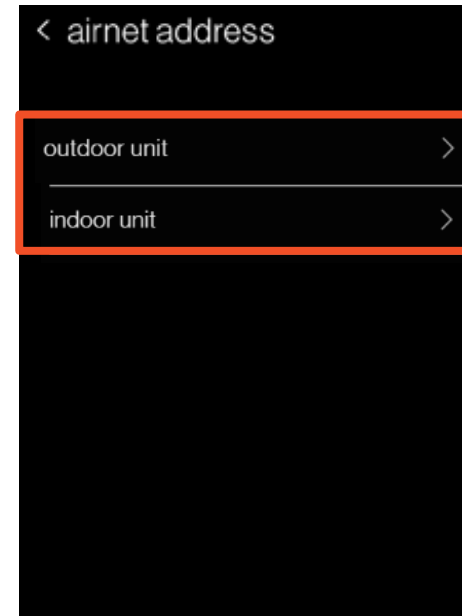 < airnet address
outdoor unit >
indoor unit >